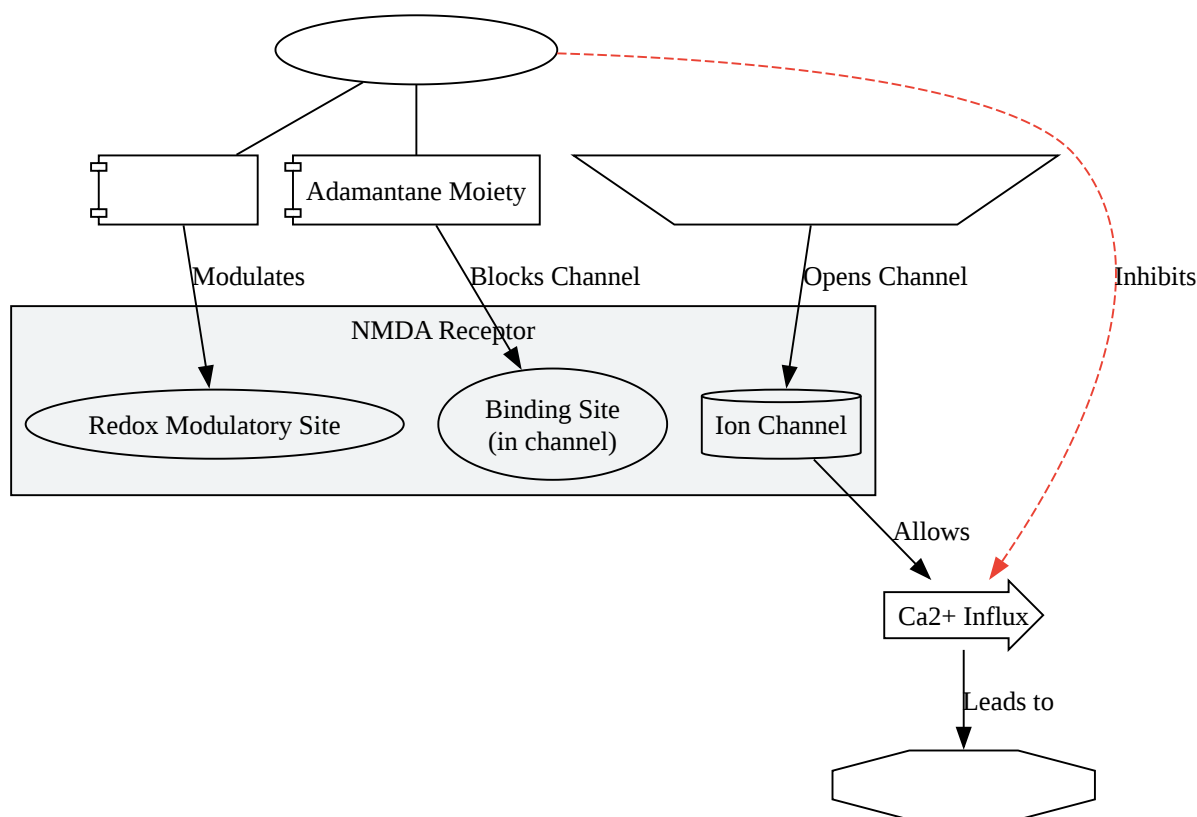 Adamantane Moiety
Modulates
Blocks Channel
Opens Channel
Inhibits
NMDA Receptor
Redox Modulatory Site
Binding Site
(in channel)
Ion Channel
Allows
Ca2+ Influx
Leads to